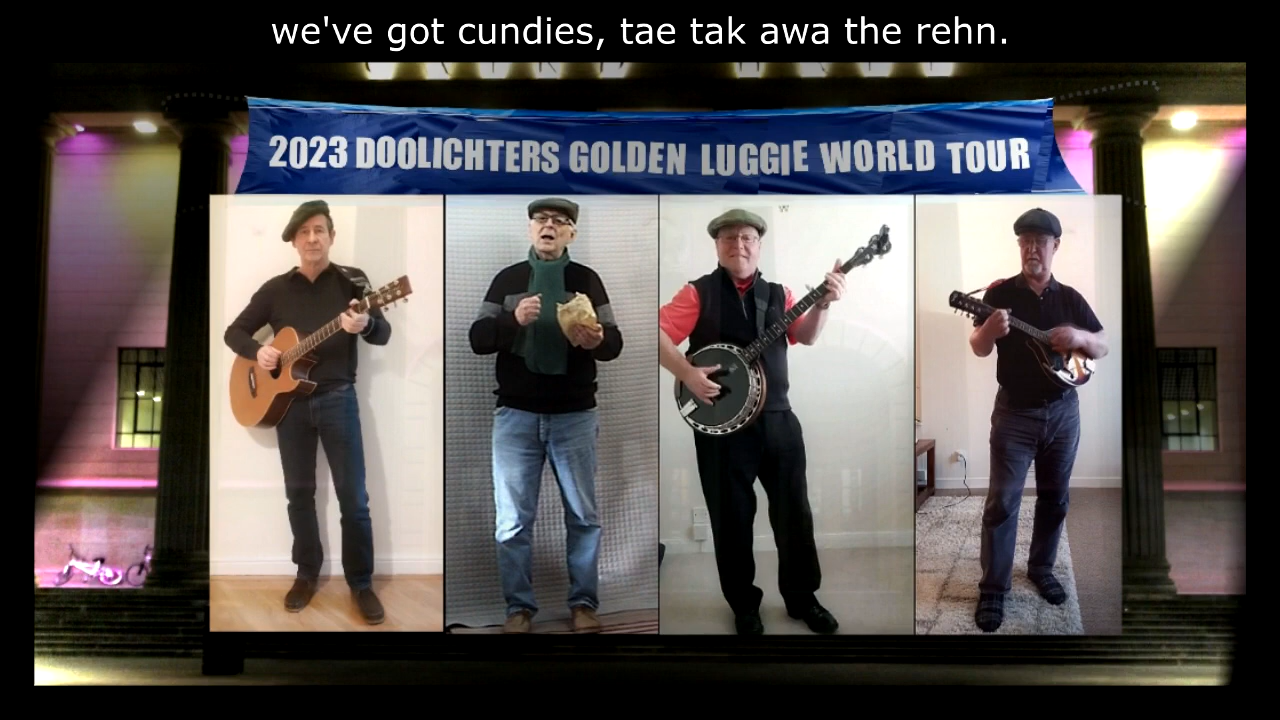 we've got cundies, tae tak awa the rehn.
2023 DOOLICHTERS GOLDEN LUGGIE WORLD TOUR